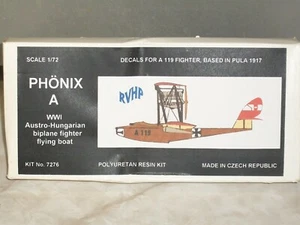 SCALE 1/72
DECALS FOR A 119 FIGHTER, BASED IN PULA 1917
PHÖNIX
A
WWI
Austro-Hungarian
biplane fighter
flying boat
RVHP
A 119
KIT No. 7276
POLYURETAN RESIN KIT
MADE IN CZECH REPUBLIC